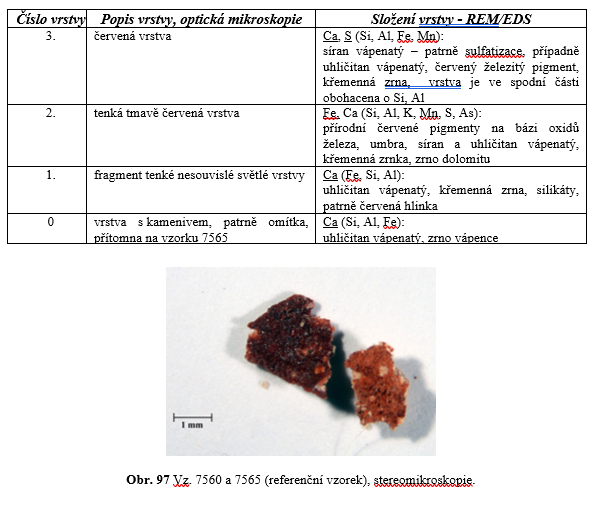 Číslo vrstvy Popis vrstvy, optická mikroskopie Složení vrstvy - REM/EDS
3. červená vrstva Ca, S (Si, Al, Fe, Mn):
síran vápenatý – patrně sulfatizace, případně
uhličitan vápenatý, červený železitý pigment,
křemenná zrna, vrstva je ve spodní části
obohacena o Si, Al
2. tenká tmavě červená vrstva Fe, Ca (Si, Al, K, Mn, S, As):
přírodní červené pigmenty na bázi oxidů
železa, umbra, síran a uhličitan vápenatý,
křemenná zrnka, zrno dolomitu
1. fragment tenké nesouvislé světlé vrstvy Ca (Fe, Si, Al):
uhličitan vápenatý, křemenná zrna, silikáty,
patrně červená hlinka
0 vrstva s kamenivem, patrně omítka, Ca (Si, Al, Fe):
přítomna na vzorku 7565 uhličitan vápenatý, zrno vápence
1 mm
Obr. 97 Vz. 7560 a 7565 (referenční vzorek), stereomikroskopie.